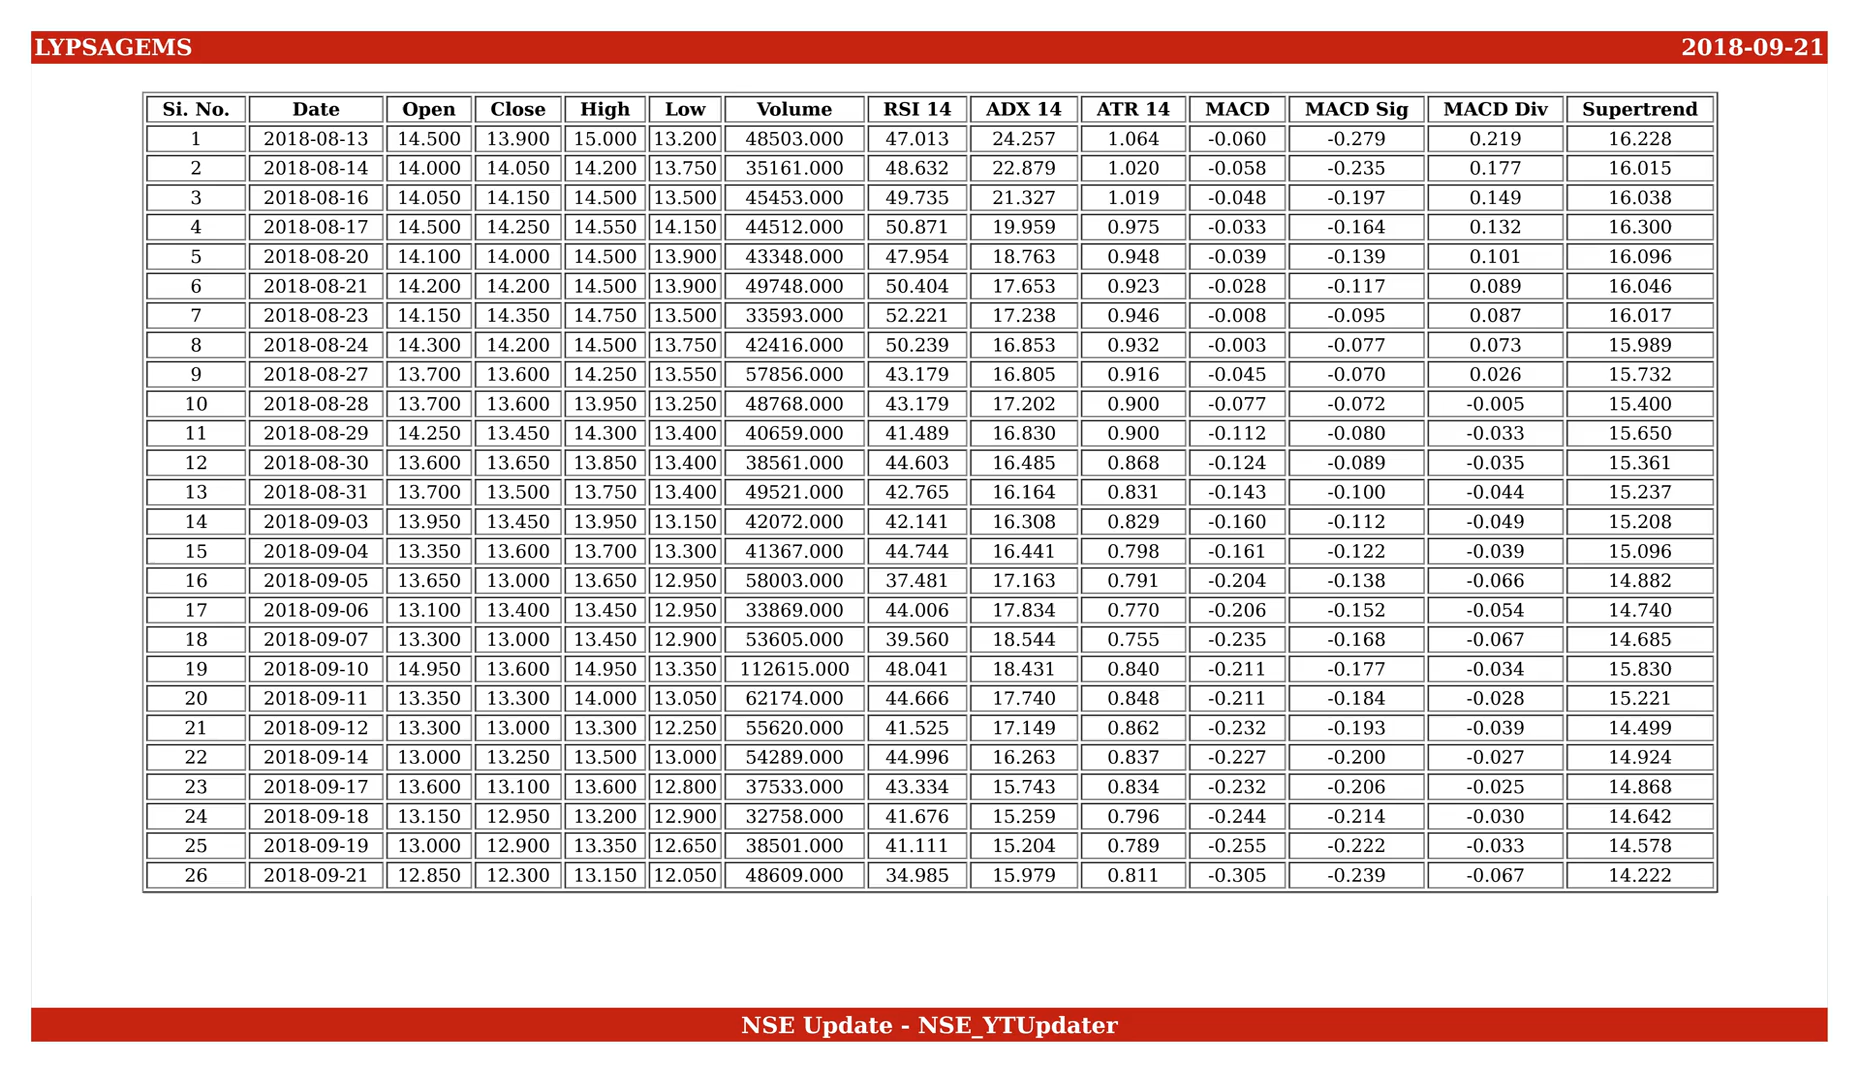 LYPSAGEMS 2018-09-21
Si. No. Date Open Close High Low Volume RSI 14 ADX 14 ATR 14 MACD MACD Sig MACD Div Supertrend
1 2018-08-13 14.500 13.900 15.000 13.200 48503.000 47.013 24.257 1.064 -0.060 -0.279 0.219 16.228
2 2018-08-14 14.000 14.050 14.200 13.750 35161.000 48.632 22.879 1.020 -0.058 -0.235 0.177 16.015
3 2018-08-16 14.050 14.150 14.500 13.500 45453.000 49.735 21.327 1.019 -0.048 -0.197 0.149 16.038
4 2018-08-17 14.500 14.250 14.550 14.150 44512.000 50.871 19.959 0.975 -0.033 -0.164 0.132 16.300
5 2018-08-20 14.100 14.000 14.500 13.900 43348.000 47.954 18.763 0.948 -0.039 -0.139 0.101 16.096
6 2018-08-21 14.200 14.200 14.500 13.900 49748.000 50.404 17.653 0.923 -0.028 -0.117 0.089 16.046
7 2018-08-23 14.150 14.350 14.750 13.500 33593.000 52.221 17.238 0.946 -0.008 -0.095 0.087 16.017
8 2018-08-24 14.300 14.200 14.500 13.750 42416.000 50.239 16.853 0.932 -0.003 -0.077 0.073 15.989
9 2018-08-27 13.700 13.600 14.250 13.550 57856.000 43.179 16.805 0.916 -0.045 -0.070 0.026 15.732
10 2018-08-28 13.700 13.600 13.950 13.250 48768.000 43.179 17.202 0.900 -0.077 -0.072 -0.005 15.400
11 2018-08-29 14.250 13.450 14.300 13.400 40659.000 41.489 16.830 0.900 -0.112 -0.080 -0.033 15.650
12 2018-08-30 13.600 13.650 13.850 13.400 38561.000 44.603 16.485 0.868 -0.124 -0.089 -0.035 15.361
13 2018-08-31 13.700 13.500 13.750 13.400 49521.000 42.765 16.164 0.831 -0.143 -0.100 -0.044 15.237
14 2018-09-03 13.950 13.450 13.950 13.150 42072.000 42.141 16.308 0.829 -0.160 -0.112 -0.049 15.208
15 2018-09-04 13.350 13.600 13.700 13.300 41367.000 44.744 16.441 0.798 -0.161 -0.122 -0.039 15.096
16 2018-09-05 13.650 13.000 13.650 12.950 58003.000 37.481 17.163 0.791 -0.204 -0.138 -0.066 14.882
17 2018-09-06 13.100 13.400 13.450 12.950 33869.000 44.006 17.834 0.770 -0.206 -0.152 -0.054 14.740
18 2018-09-07 13.300 13.000 13.450 12.900 53605.000 39.560 18.544 0.755 -0.235 -0.168 -0.067 14.685
19 2018-09-10 14.950 13.600 14.950 13.350 112615.000 48.041 18.431 0.840 -0.211 -0.177 -0.034 15.830
20 2018-09-11 13.350 13.300 14.000 13.050 62174.000 44.666 17.740 0.848 -0.211 -0.184 -0.028 15.221
21 2018-09-12 13.300 13.000 13.300 12.250 55620.000 41.525 17.149 0.862 -0.232 -0.193 -0.039 14.499
22 2018-09-14 13.000 13.250 13.500 13.000 54289.000 44.996 16.263 0.837 -0.227 -0.200 -0.027 14.924
23 2018-09-17 13.600 13.100 13.600 12.800 37533.000 43.334 15.743 0.834 -0.232 -0.206 -0.025 14.868
24 2018-09-18 13.150 12.950 13.200 12.900 32758.000 41.676 15.259 0.796 -0.244 -0.214 -0.030 14.642
25 2018-09-19 13.000 12.900 13.350 12.650 38501.000 41.111 15.204 0.789 -0.255 -0.222 -0.033 14.578
26 2018-09-21 12.850 12.300 13.150 12.050 48609.000 34.985 15.979 0.811 -0.305 -0.239 -0.067 14.222
NSE Update - NSE_YTUpdater